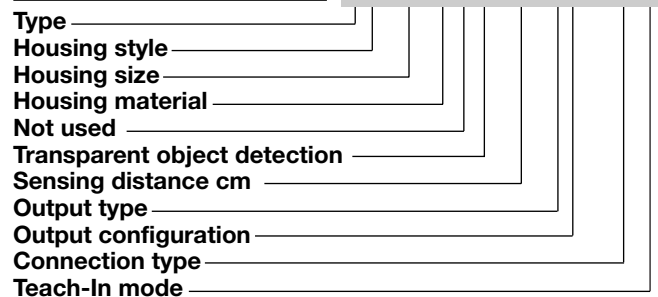 Type
Housing style
Housing size
Housing material
Not used
Transparent object detection
Sensing distance cm
Output type
Output configuration
Connection type
Teach-In mode